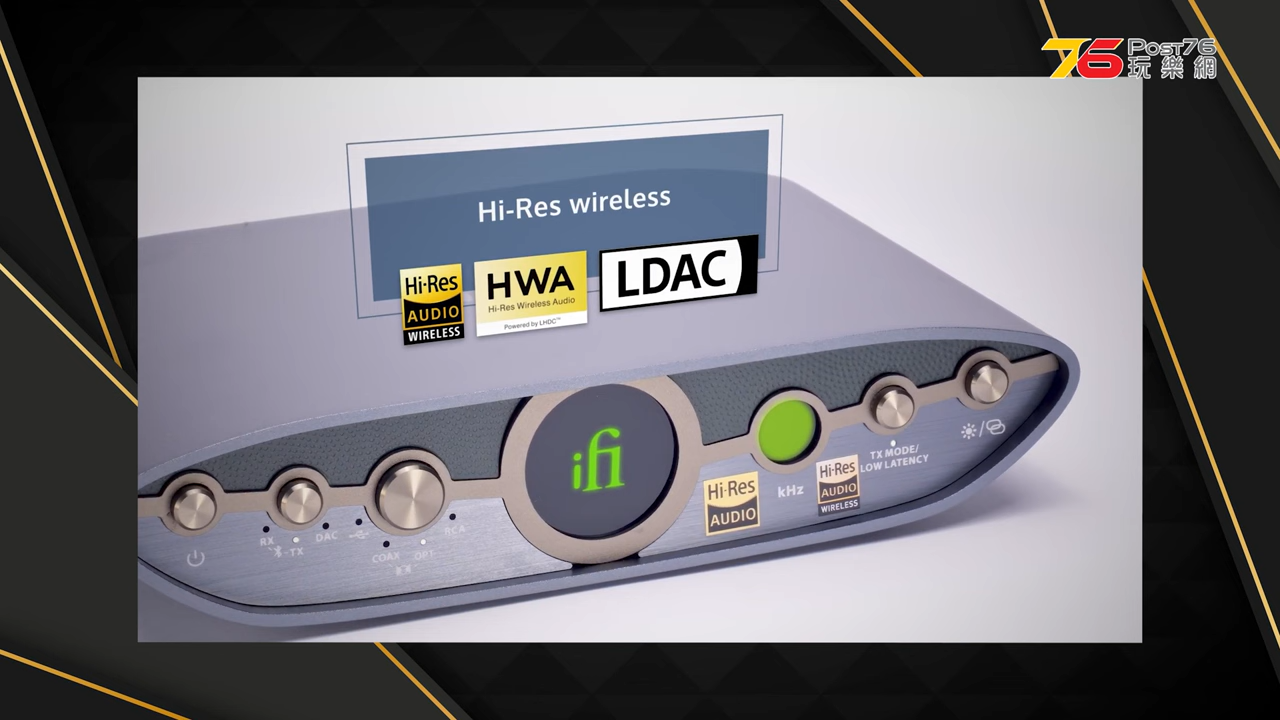 76 Post76
玩樂網
Hi-Res wireless
Hi-Res
AUDIO
WIRELESS
HWA
Hi-Res Wireless Audio
Powered by LHDC™
LDAC
ifi
Hi-Res
AUDIO
kHz
Hi-Res
AUDIO
WIRELESS
TX MODE/
LOW LATENCY
RX
TX
DAC
COAX
OPT
RCA